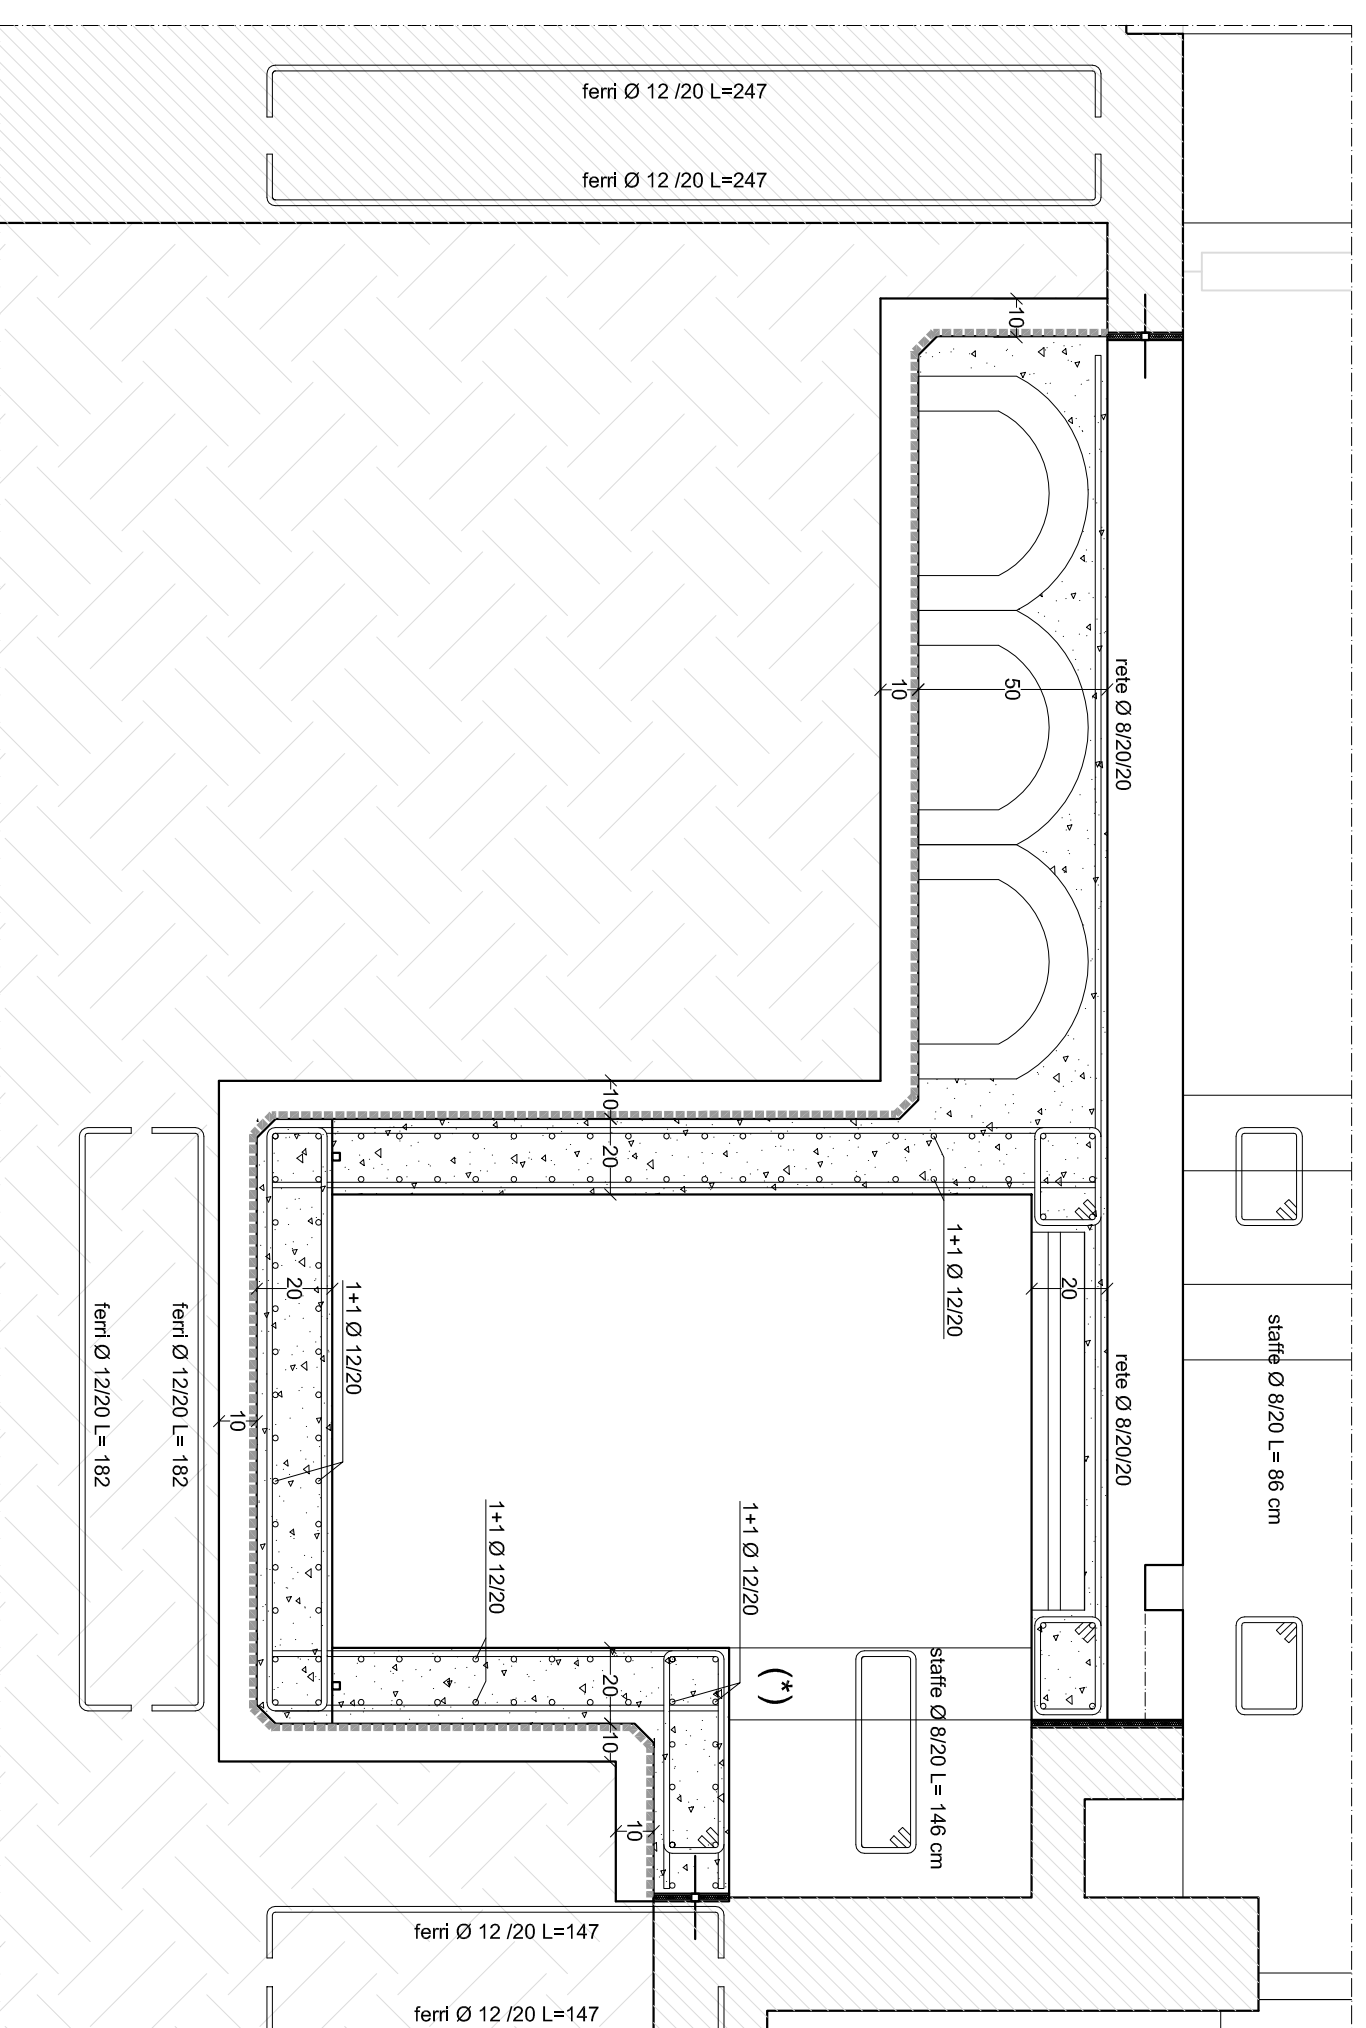 ferri Ø 12 /20 L=247
ferri Ø 12 /20 L=247
10
10
50
rete Ø 8/20/20
10
20
1+1 Ø 12/20
20
1+1 Ø 12/20
20
rete Ø 8/20/20
staffe Ø 8/20 L= 86 cm
ferri Ø 12/20 L= 182
ferri Ø 12/20 L= 182
10
1+1 Ø 12/20
1+1 Ø 12/20
20
(*)
staffe Ø 8/20 L= 146 cm
10
10
ferri Ø 12 /20 L=147
ferri Ø 12 /20 L=147